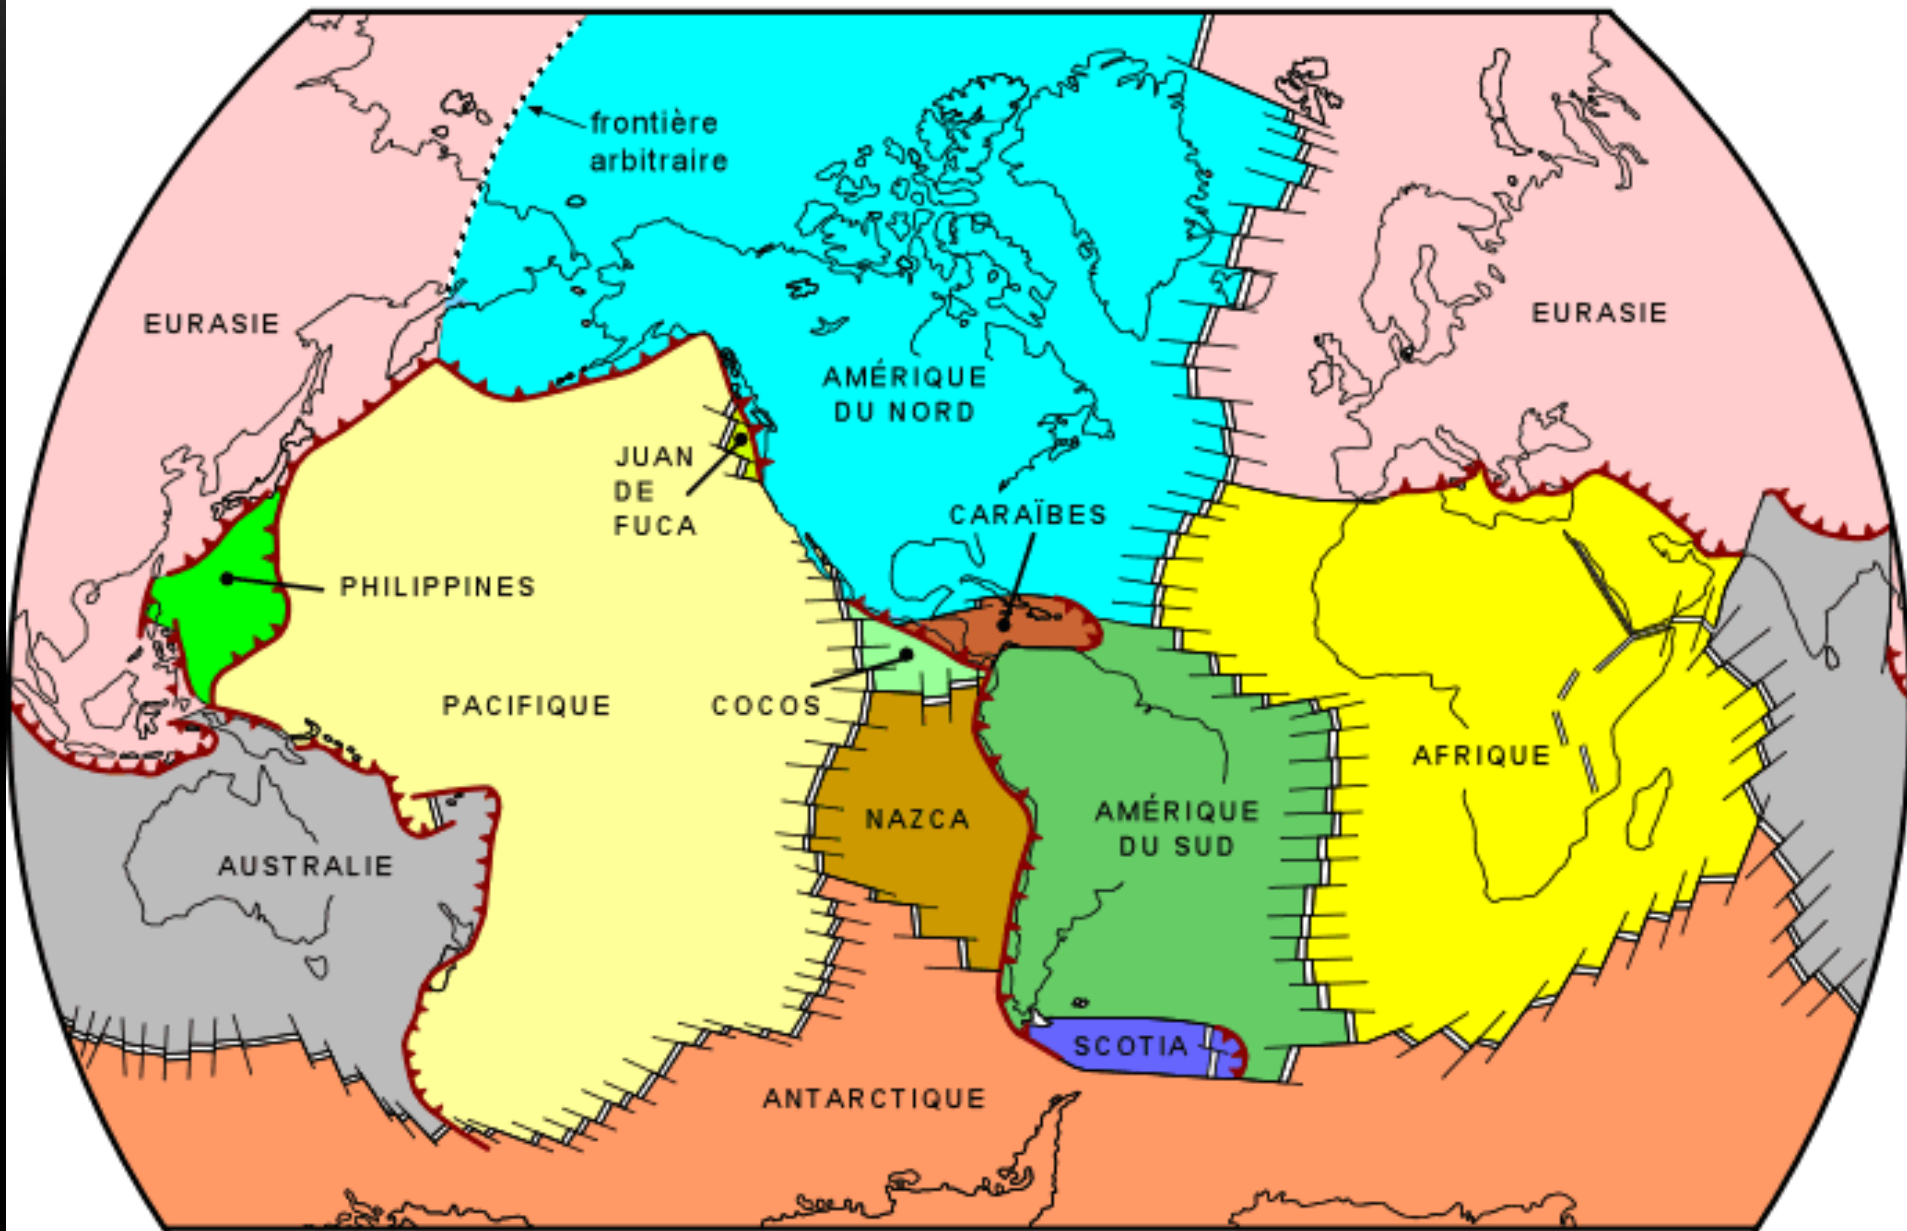 frontière
arbitraire
EURASIE
EURASIE
AMÉRIQUE
DU NORD
JUAN
DE
FUCA
CARAÏBES
PHILIPPINES
PACIFIQUE
COCOS
AFRIQUE
NAZCA
AMÉRIQUE
DU SUD
AUSTRALIE
SCOTIA
ANTARCTIQUE